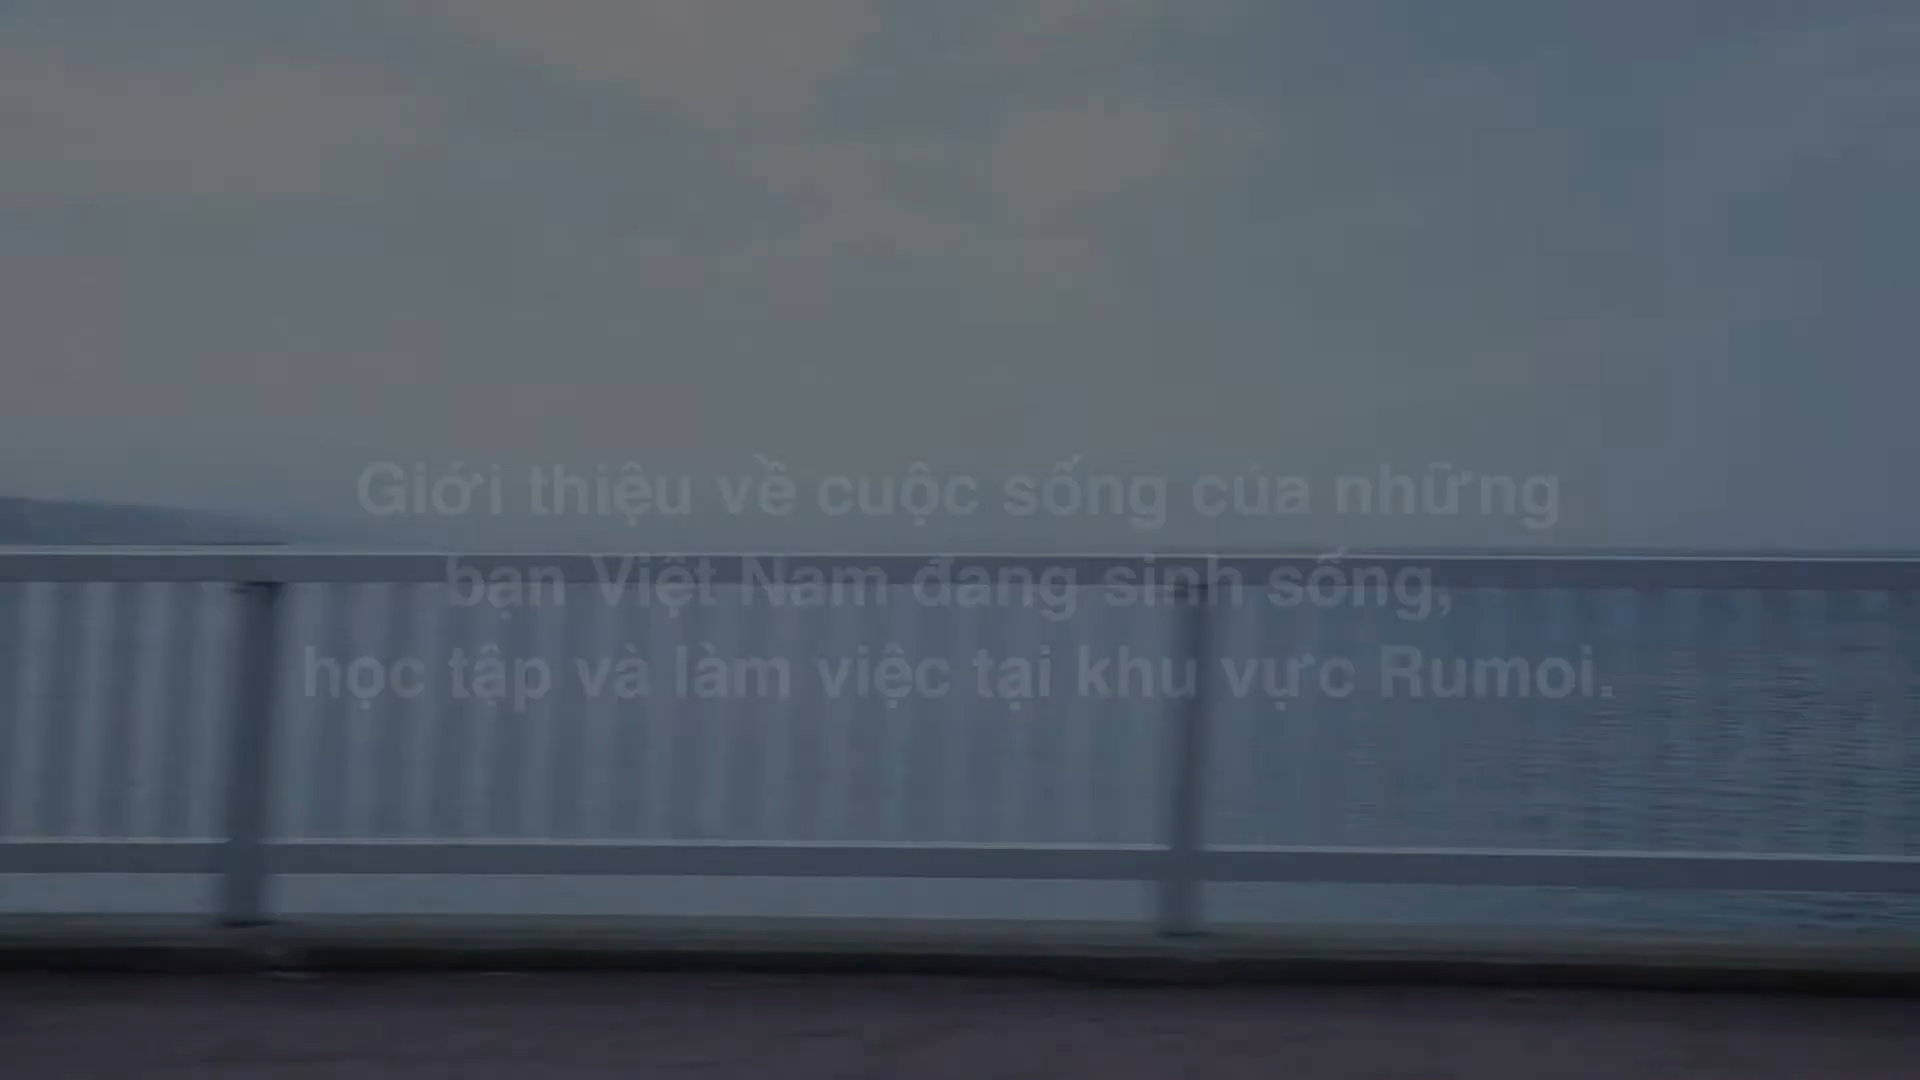 Giới thiệu về cuộc sống của những
bạn Việt Nam đang sinh sống,
học tập và làm việc tại khu vực Rumoi.